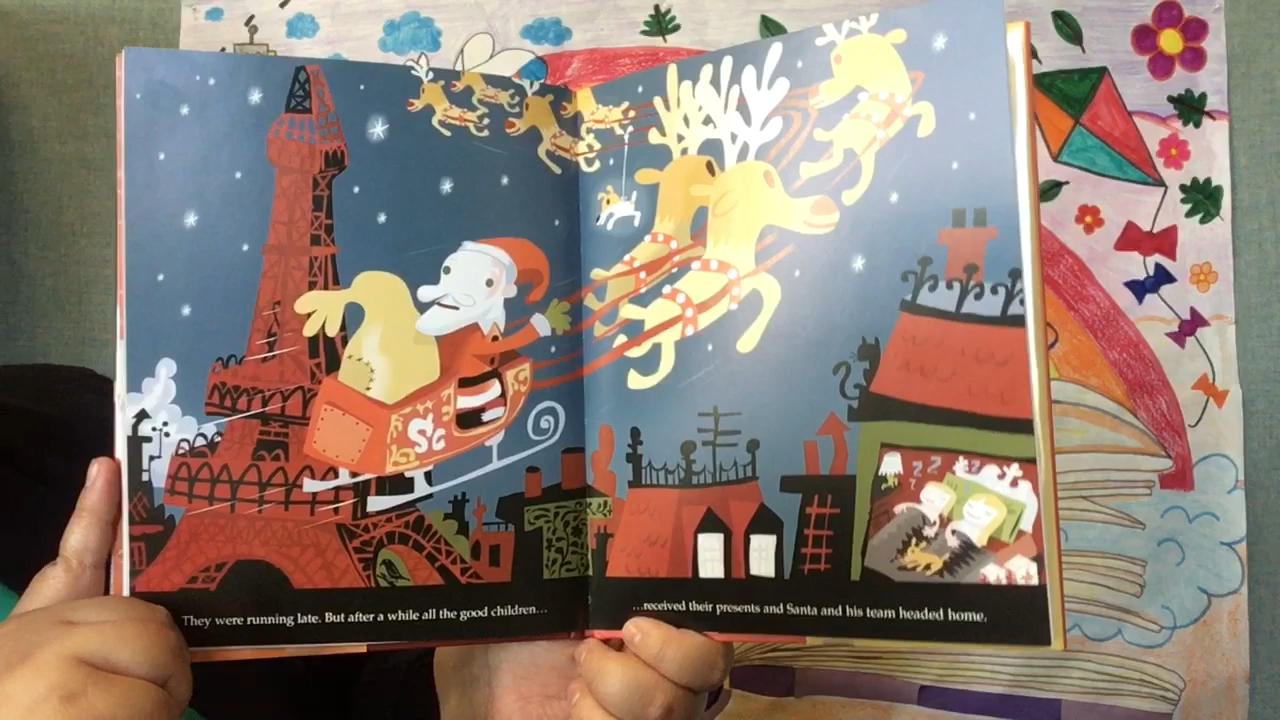 Sc
z z z
z z z
They were running late. But after a while all the good children...
...received their presents and Santa and his team headed home.